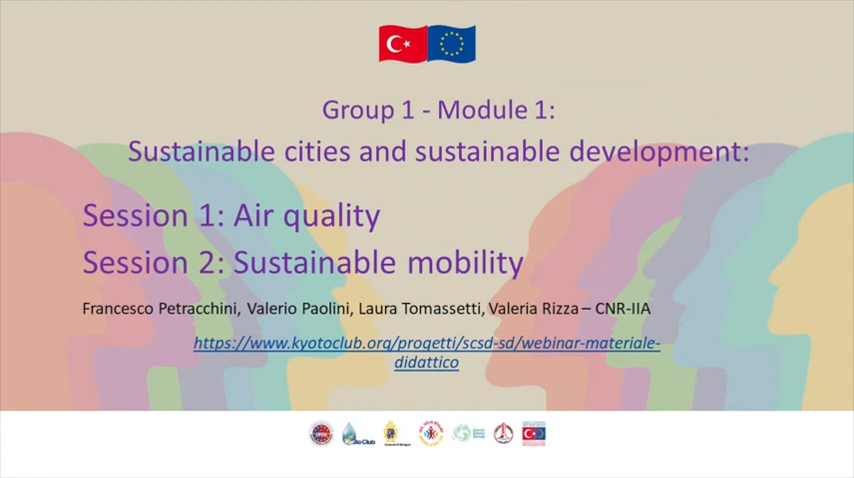 Group 1 - Module 1:
Sustainable cities and sustainable development:
Session 1: Air quality
Session 2: Sustainable mobility
Francesco Petracchini, Valerio Paolini, Laura Tomassetti, Valeria Rizza – CNR-IIA
https://www.kyotoclub.org/progetti/scsd-sd/webinar-materiale-
didattico